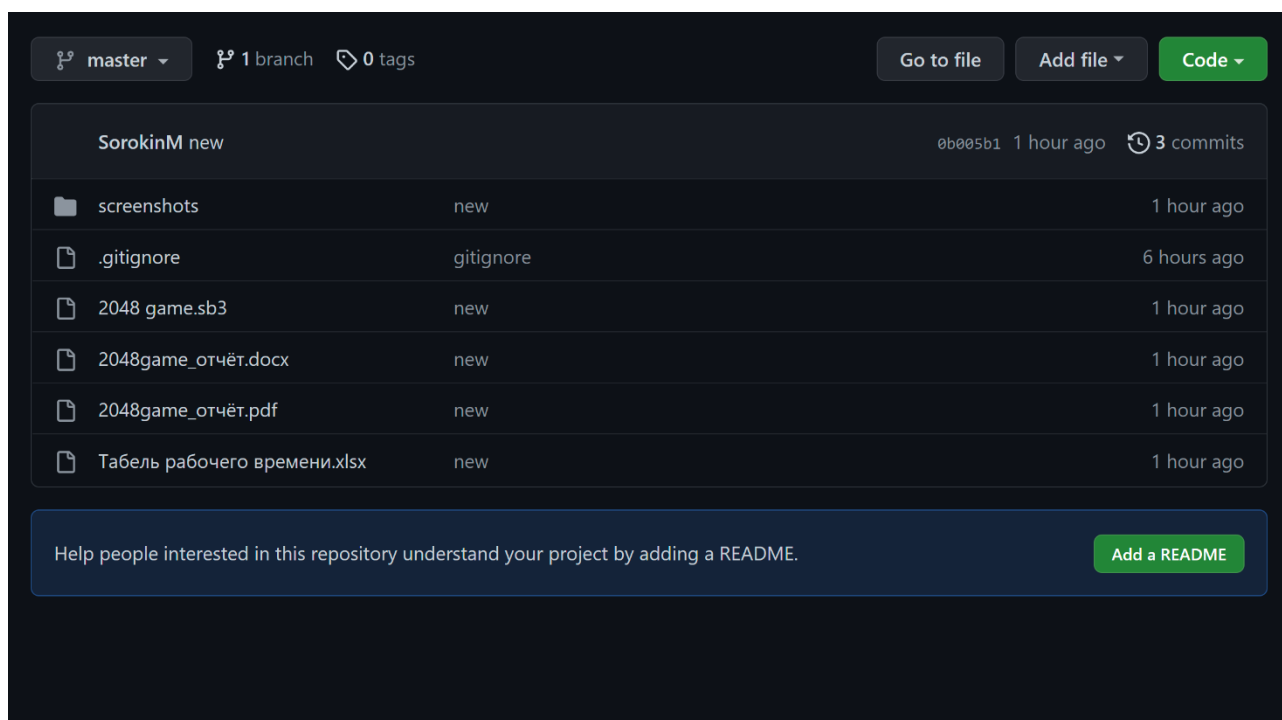 master 1 branch 0 tags Go to file Add file Code
SorokinM new 0b005b1 1 hour ago 3 commits
screenshots new 1 hour ago
.gitignore gitignore 6 hours ago
2048 game.sb3 new 1 hour ago
2048game_отчёт.docx new 1 hour ago
2048game_отчёт.pdf new 1 hour ago
Табель рабочего времени.xlsx new 1 hour ago
Help people interested in this repository understand your project by adding a README. Add a README